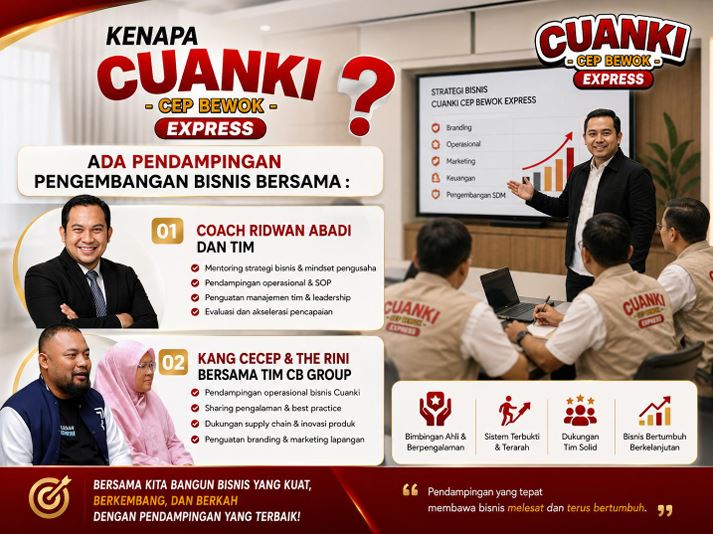 KENAPA
CUANKI
- CEP BEWOK -
EXPRESS
?
CUANKI
- CEP BEWOK -
EXPRESS
ADA PENDAMPINGAN
PENGEMBANGAN BISNIS BERSAMA :
STRATEGI BISNIS
CUANKI CEP BEWOK EXPRESS
Branding
Operasional
Marketing
Keuangan
Pengembangan SDM
01
COACH RIDWAN ABADI
DAN TIM
Mentoring strategi bisnis & mindset pengusaha
Pendampingan operasional & SOP
Penguatan manajemen tim & leadership
Evaluasi dan akselerasi pencapaian
02
KANG CECEP & THE RINI
BERSAMA TIM CB GROUP
Pendampingan operasional bisnis Cuanki
Sharing pengalaman & best practice
Dukungan supply chain & inovasi produk
Penguatan branding & marketing lapangan
CUANKI
- CEP BEWOK -
EXPRESS
CUANKI
CEP BEWOK
EXPRESS
Bimbingan Ahli &
Berpengalaman
Sistem Terbukti
& Terarah
Dukungan
Tim Solid
Bisnis Bertumbuh
Berkelanjutan
BERSAMA KITA BANGUN BISNIS YANG KUAT,
BERKEMBANG, DAN BERKAH
DENGAN PENDAMPINGAN YANG TERBAIK!
“ Pendampingan yang tepat
membawa bisnis melesat dan terus bertumbuh. ”